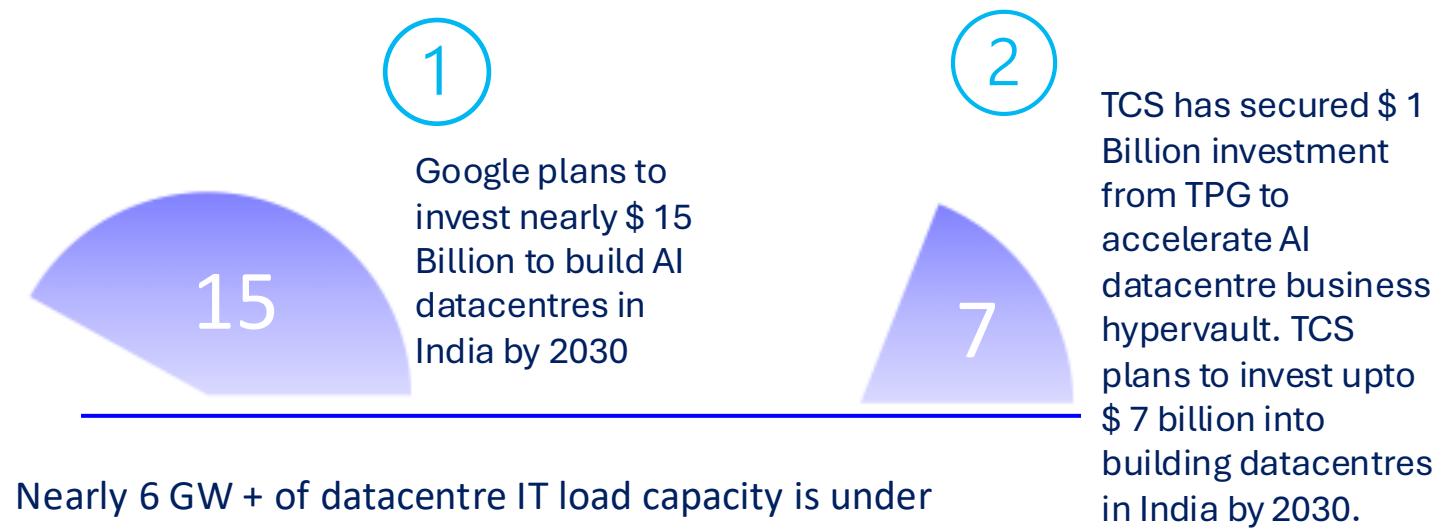 1
Google plans to
invest nearly $ 15
Billion to build AI
datacentres in
India by 2030
15
2
TCS has secured $ 1
Billion investment
from TPG to
accelerate AI
datacentre business
hypervault. TCS
plans to invest upto
$ 7 billion into
building datacentres
in India by 2030.
7
Nearly 6 GW + of datacentre IT load capacity is under